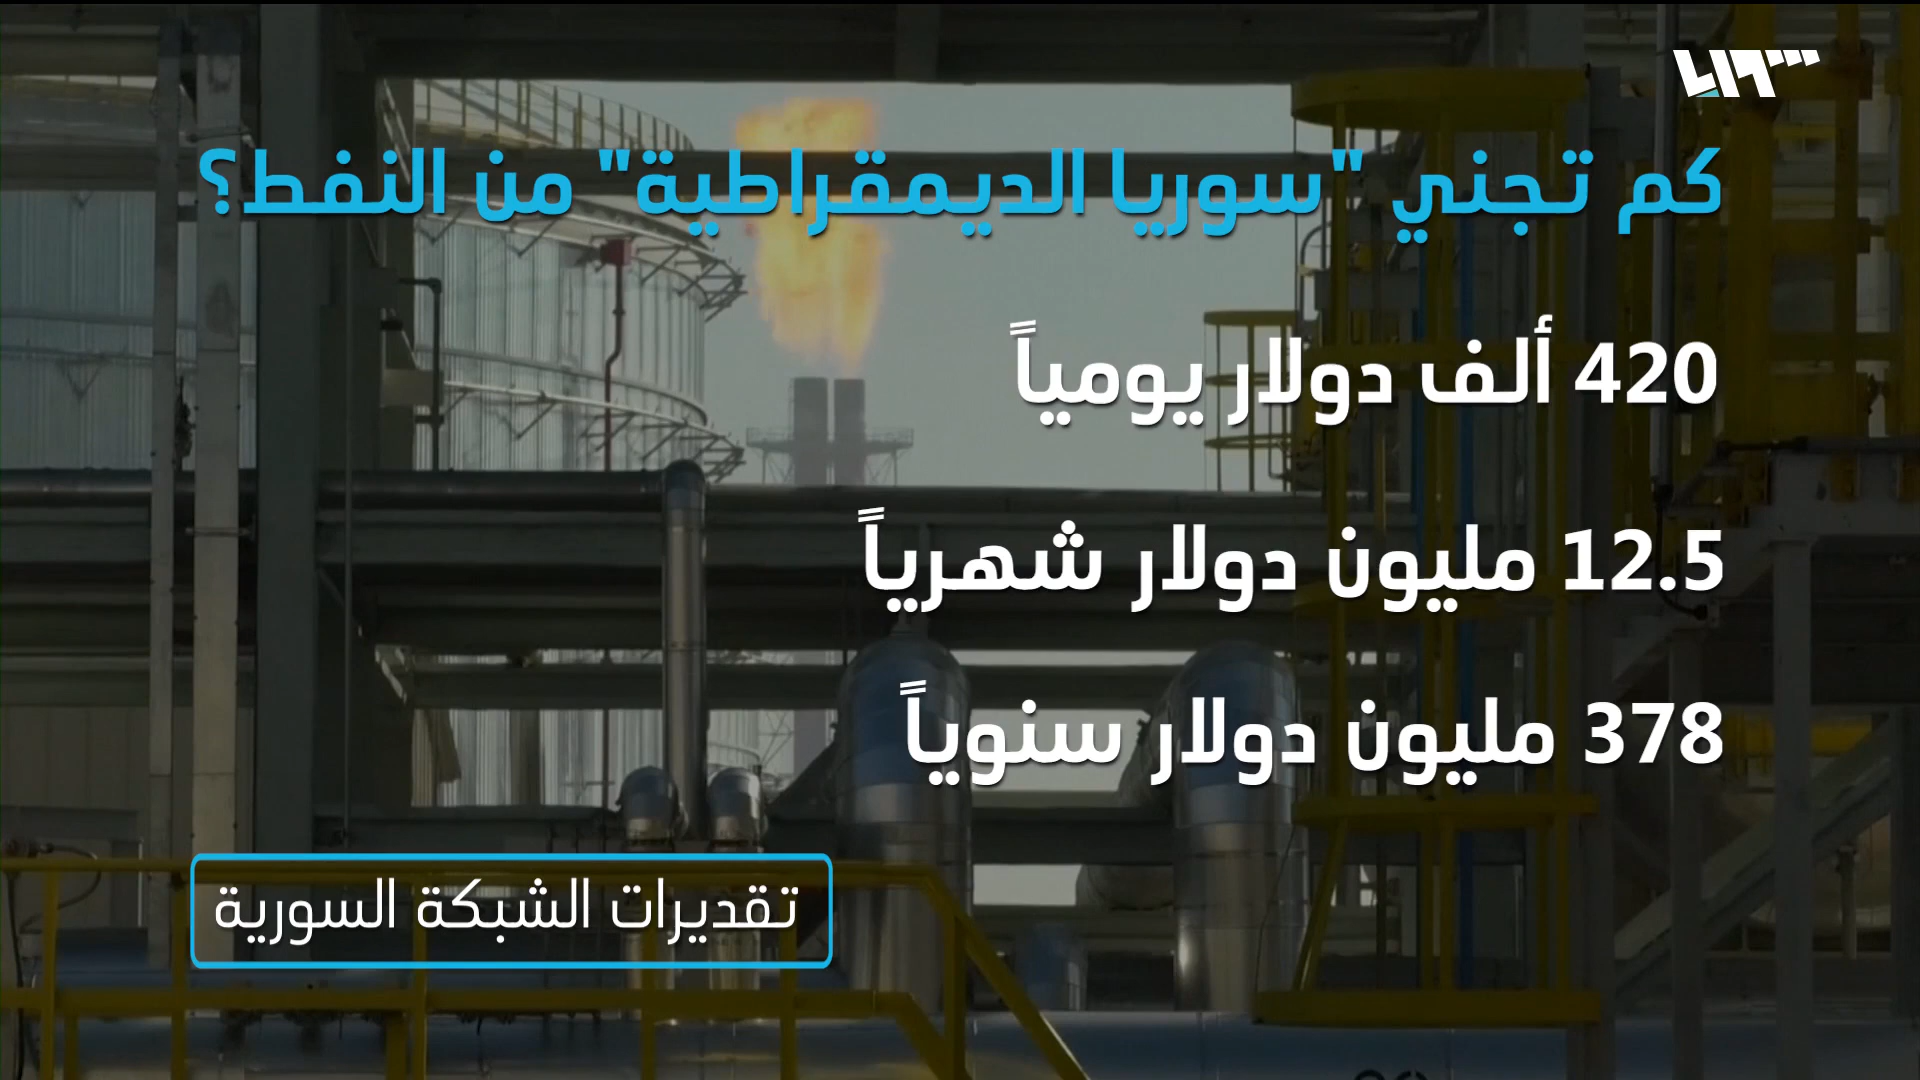 كم تجني "سوريا الديمقراطية" من النفط؟
420 ألف دولار يومياً
12.5 مليون دولار شهرياً
378 مليون دولار سنوياً
تقديرات الشبكة السورية